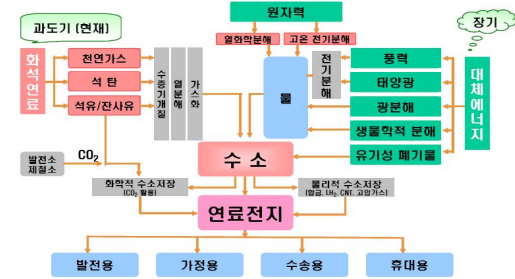 원자력
과도기 (현재)
장기
열화학분해
고온 전기분해
화석연료
천연가스
석 탄
석유/잔사유
수증기개질
열분해
가스화
물
전기분해
풍력
태양광
광분해
생물학적 분해
유기성 폐기물
대체에너지
수 소
발전소
제철소
CO₂
화학적 수소저장
(CO₂ 활용)
물리적 수소저장
(합금, LH₂, CNT, 고압가스)
연료전지
발전용
가정용
수송용
휴대용